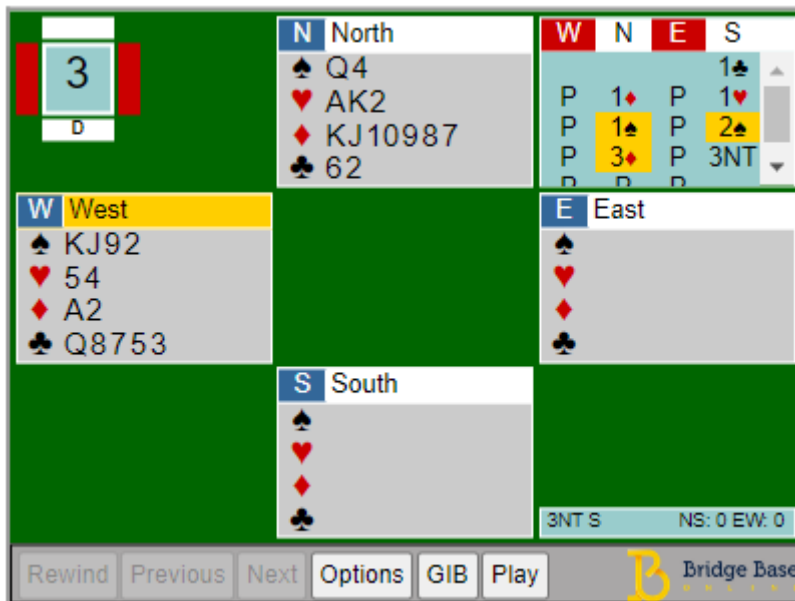 3
D
N North
♠ Q4
♥ AK2
♦ KJ10987
♣ 62
W N E S
1♣
P 1♦ P 1♥
P 1♠ P 2♠
P 3♦ P 3NT
P P P
W West
♠ KJ92
♥ 54
♦ A2
♣ Q8753
E East
♠
♥
♦
♣
S South
♠
♥
♦
♣
3NT S NS: 0 EW: 0
Rewind Previous Next Options GIB Play
B Bridge Base